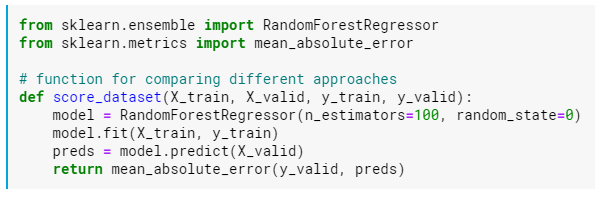 from sklearn.ensemble import RandomForestRegressor
from sklearn.metrics import mean_absolute_error

# function for comparing different approaches
def score_dataset(X_train, X_valid, y_train, y_valid):
    model = RandomForestRegressor(n_estimators=100, random_state=0)
    model.fit(X_train, y_train)
    preds = model.predict(X_valid)
    return mean_absolute_error(y_valid, preds)